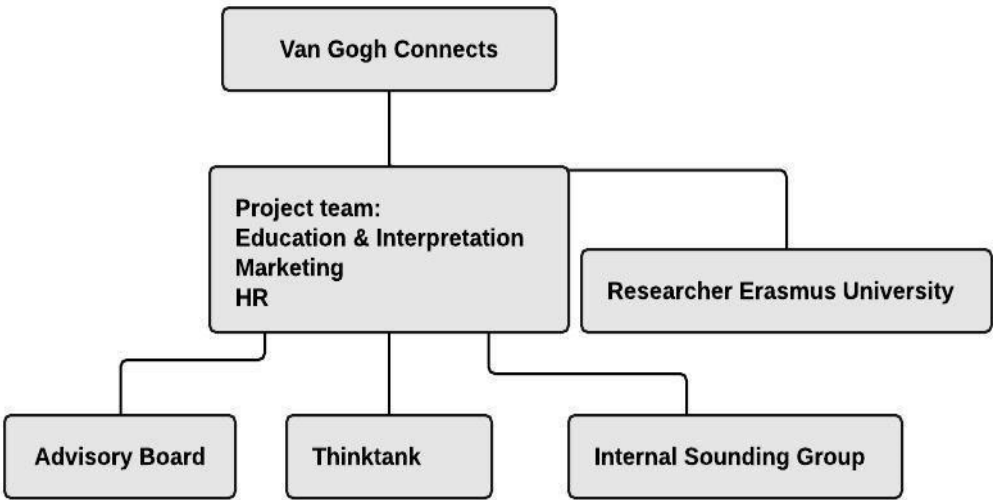 Van Gogh Connects
Project team:
Education & Interpretation
Marketing
HR
Researcher Erasmus University
Advisory Board
Thinktank
Internal Sounding Group